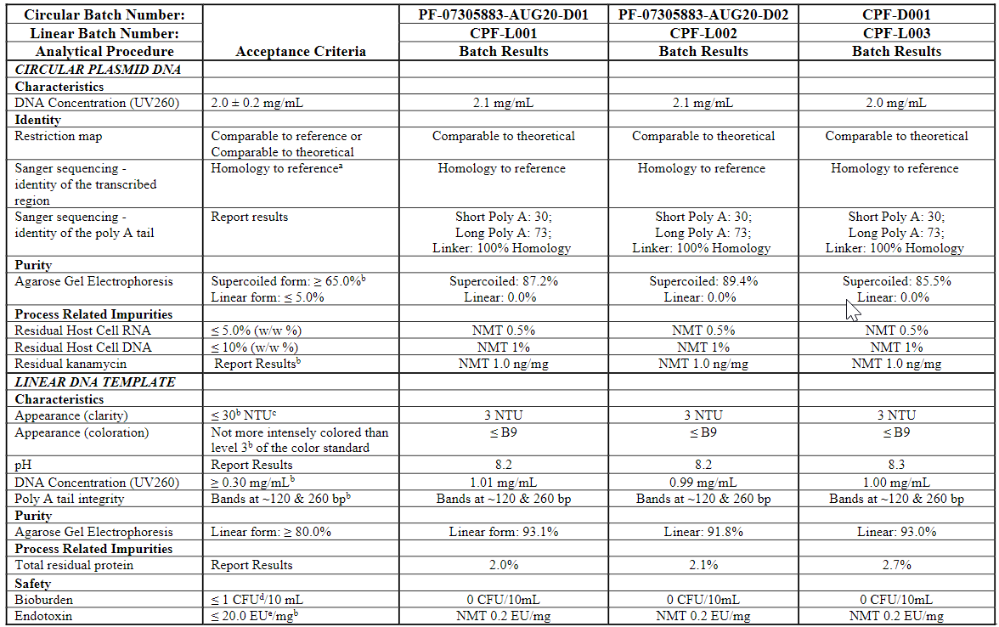 Circular Batch Number: PF-07305883-AUG20-D01 PF-07305883-AUG20-D02 CPF-D001
Linear Batch Number: CPF-L001 CPF-L002 CPF-L003
Analytical Procedure Acceptance Criteria Batch Results Batch Results Batch Results
CIRCULAR PLASMID DNA
Characteristics
DNA Concentration (UV260) 2.0 ± 0.2 mg/mL 2.1 mg/mL 2.1 mg/mL 2.0 mg/mL
Identity
Restriction map Comparable to reference or Comparable to theoretical Comparable to theoretical Comparable to theoretical
Comparable to theoretical
Sanger sequencing - Homology to referenceᵃ Homology to reference Homology to reference Homology to reference
identity of the transcribed
region
Sanger sequencing - Report results Short Poly A: 30; Short Poly A: 30; Short Poly A: 30;
identity of the poly A tail Long Poly A: 73; Long Poly A: 73; Long Poly A: 73;
Linker: 100% Homology Linker: 100% Homology Linker: 100% Homology
Purity
Agarose Gel Electrophoresis Supercoiled form: ≥ 65.0%ᵇ Supercoiled: 87.2% Supercoiled: 89.4% Supercoiled: 85.5%
Linear form: ≤ 5.0% Linear: 0.0% Linear: 0.0% Linear: 0.0%
Process Related Impurities
Residual Host Cell RNA ≤ 5.0% (w/w %) NMT 0.5% NMT 0.5% NMT 0.5%
Residual Host Cell DNA ≤ 10% (w/w %) NMT 1% NMT 1% NMT 1%
Residual kanamycin Report Resultsᵇ NMT 1.0 ng/mg NMT 1.0 ng/mg NMT 1.0 ng/mg
LINEAR DNA TEMPLATE
Characteristics
Appearance (clarity) ≤ 30ᵇ NTUᶜ 3 NTU 3 NTU 3 NTU
Appearance (coloration) Not more intensely colored than ≤ B9 ≤ B9 ≤ B9
level 3ᵇ of the color standard
pH Report Results 8.2 8.2 8.3
DNA Concentration (UV260) ≥ 0.30 mg/mLᵇ 1.01 mg/mL 0.99 mg/mL 1.00 mg/mL
Poly A tail integrity Bands at ~120 & 260 bpᵇ Bands at ~120 & 260 bp Bands at ~120 & 260 bp Bands at ~120 & 260 bp
Purity
Agarose Gel Electrophoresis Linear form: ≥ 80.0% Linear form: 93.1% Linear: 91.8% Linear: 93.0%
Process Related Impurities
Total residual protein Report Results 2.0% 2.1% 2.7%
Safety
Bioburden ≤ 1 CFUᵈ/10 mL 0 CFU/10mL 0 CFU/10mL 0 CFU/10mL
Endotoxin ≤ 20.0 EUᵉ/mgᵇ NMT 0.2 EU/mg NMT 0.2 EU/mg NMT 0.2 EU/mg